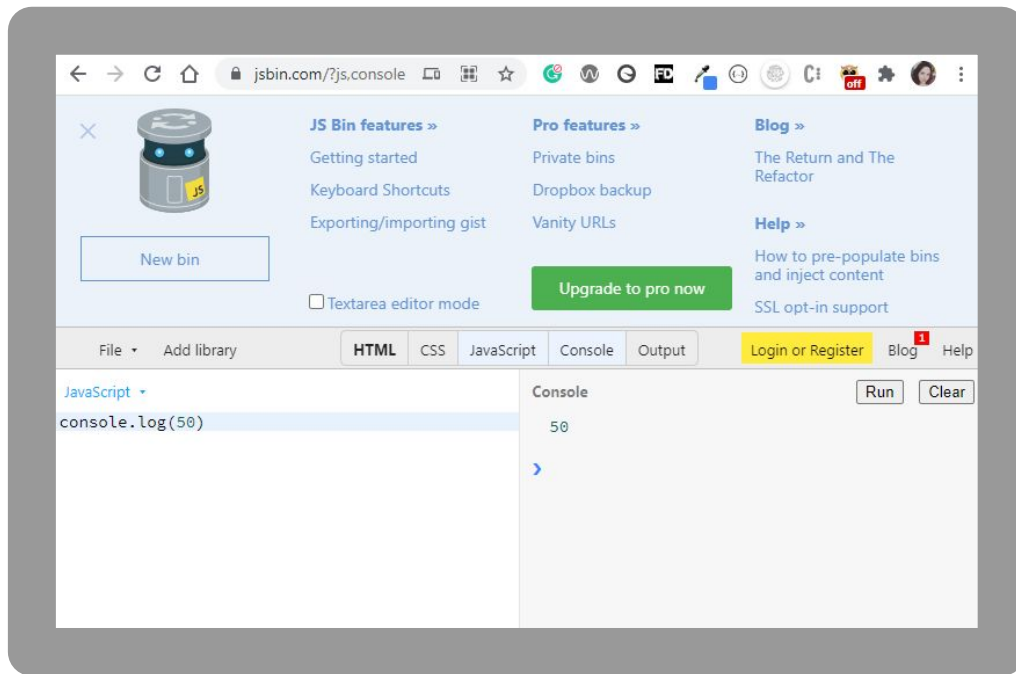 jsbin.com/?js,console
FD
off
JS Bin features »
Getting started
Keyboard Shortcuts
Exporting/importing gist
Textarea editor mode
Pro features »
Private bins
Dropbox backup
Vanity URLs
Upgrade to pro now
Blog »
The Return and The
Refactor
Help »
How to pre-populate bins
and inject content
SSL opt-in support
JS
New bin
File
Add library
HTML
CSS
JavaScript
Console
Output
Login or Register
Blog
1
Help
JavaScript
console.log(50)
Console
Run
Clear
50